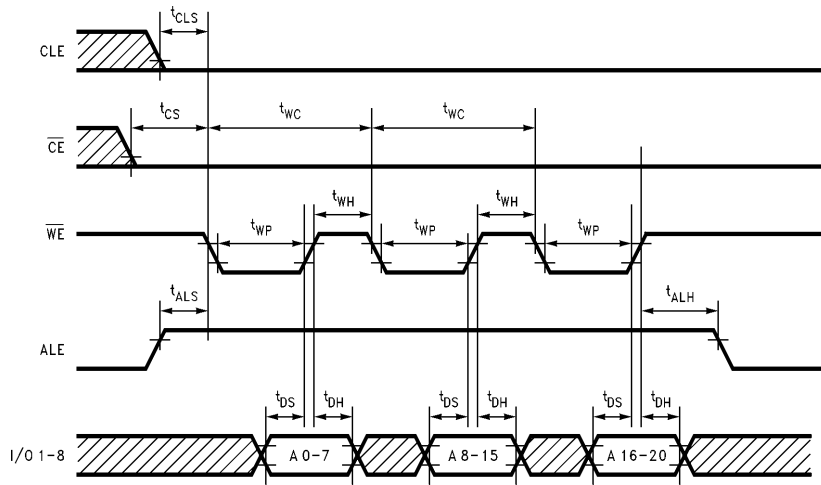 tCLS
CLE
tCS tWC tWC
CE
tWH tWH
WE tWP tWP tWP
tALS tALH
ALE
tDS tDH tDS tDH tDS tDH
I/O 1-8 A 0-7 A 8-15 A 16-20